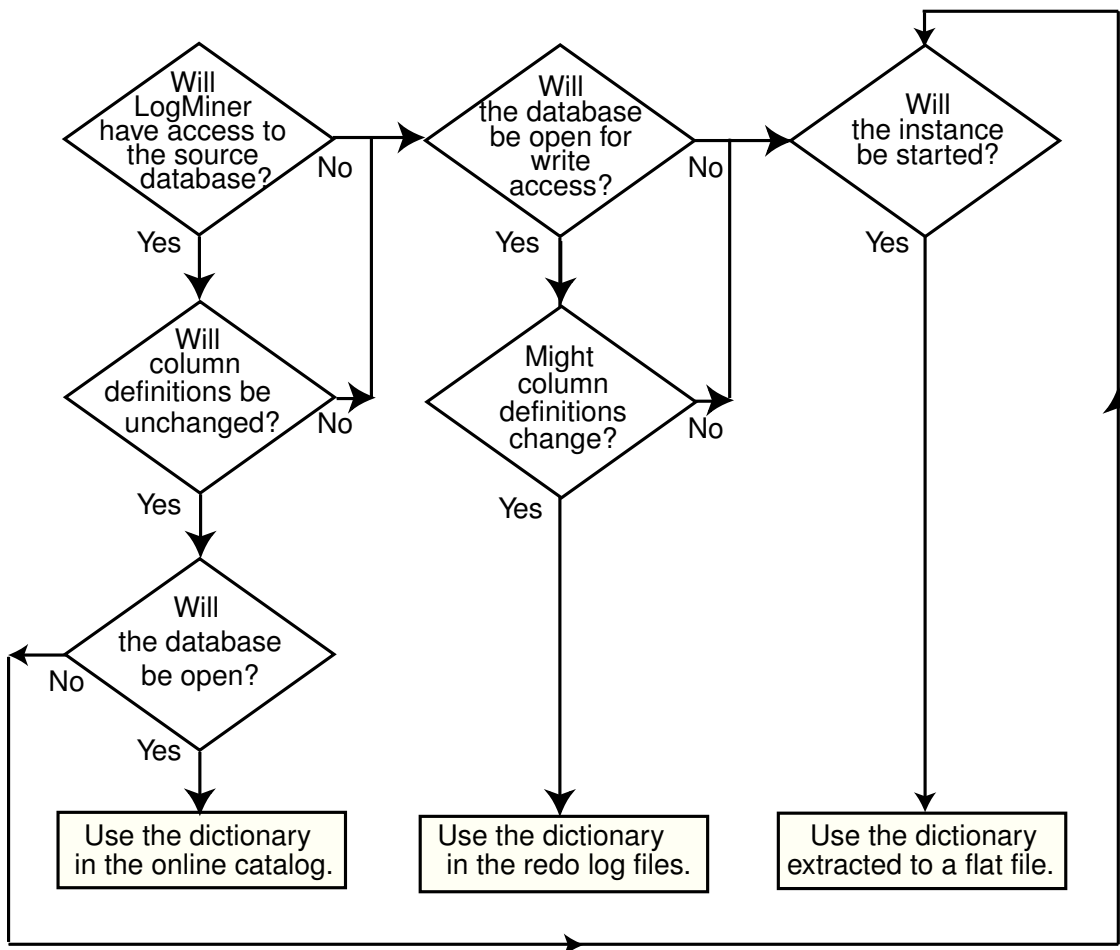 Will
LogMiner
have access to
the source
database?
No
Yes
Will
column
definitions be
unchanged?
No
Yes
Will
the database
be open?
No
Yes
Use the dictionary
in the online catalog.
Will
the database
be open for
write
access?
No
Yes
Might
column
definitions
change?
No
Yes
Use the dictionary
in the redo log files.
Will
the instance
be started?
Yes
Use the dictionary
extracted to a flat file.